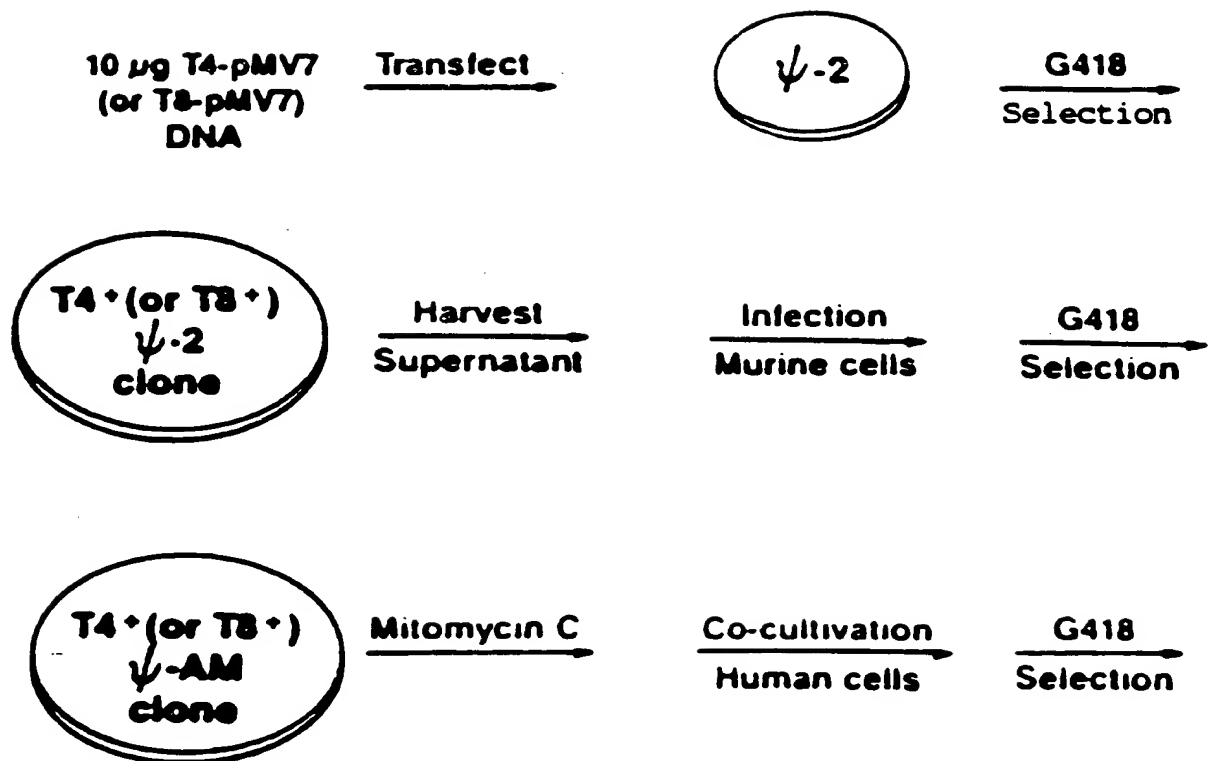 10 µg T4-pMV7
(or T8-pMV7)
DNA
Transfect
ψ-2
G418
Selection
T4+(or T8+)
ψ-2
clone
Harvest
Supernatant
Infection
Murine cells
G418
Selection
T4+(or T8+)
ψ-AM
clone
Mitomycin C
Co-cultivation
Human cells
G418
Selection